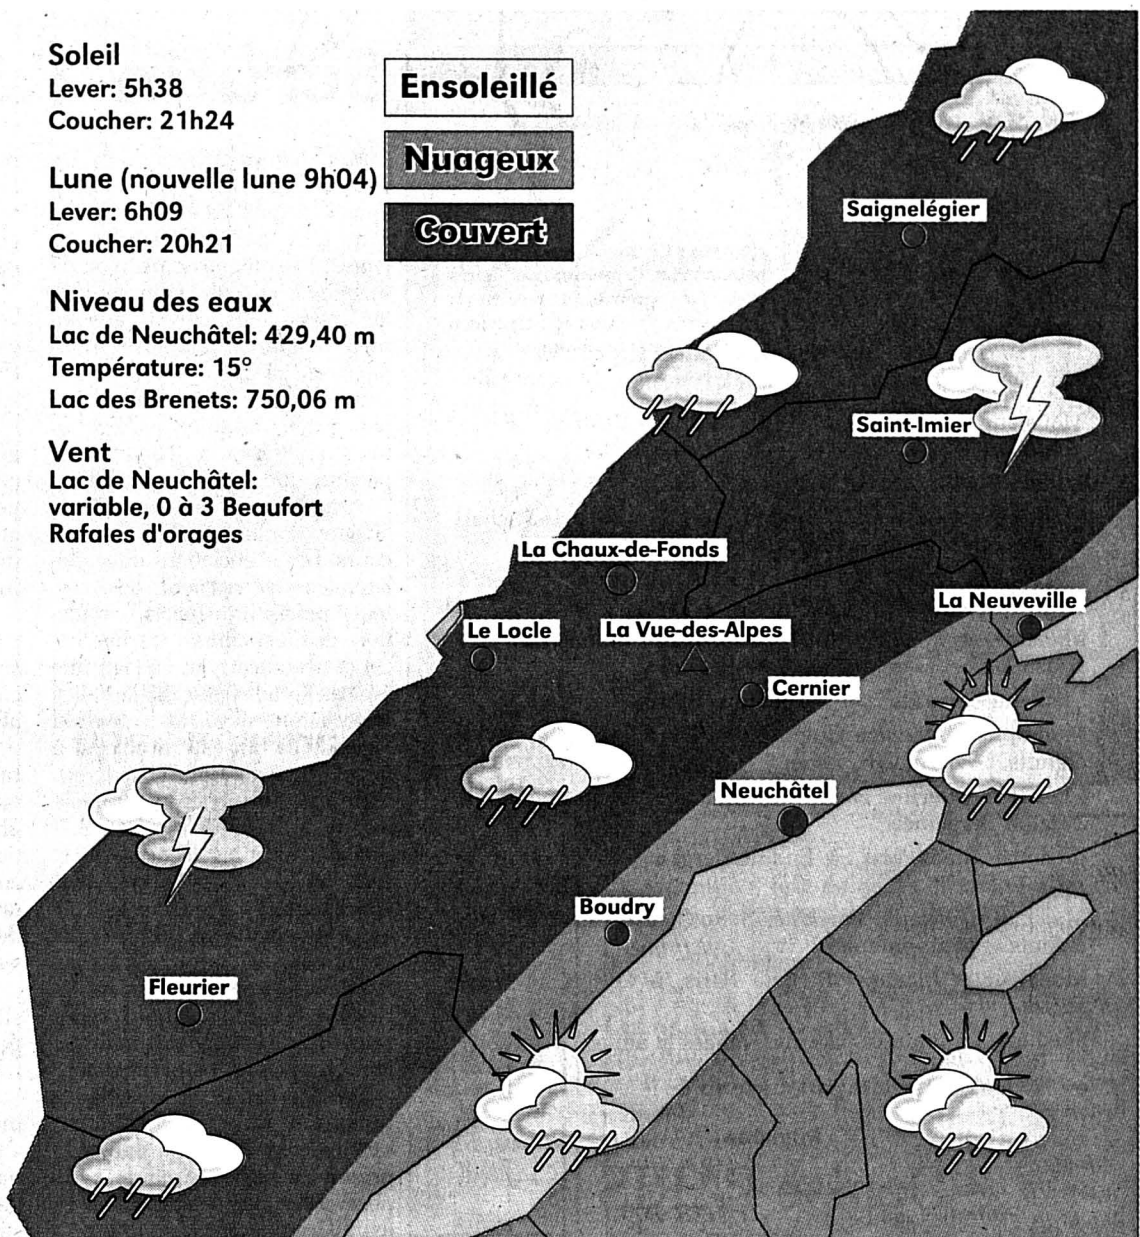 Soleil
Lever: 5h38
Coucher: 21h24
Lune (nouvelle lune 9h04)
Lever: 6h09
Coucher: 20h21
Niveau des eaux
Lac de Neuchâtel: 429,40 m
Température: 15°
Lac des Brenets: 750,06 m
Vent
Lac de Neuchâtel:
variable, 0 à 3 Beaufort
Rafales d'orages
Ensoleillé
Nuageux
Couvert
Saignelégier
Saint-Imier
La Chaux-de-Fonds
La Neuveville
Le Locle
La Vue-des-Alpes
Cernier
Neuchâtel
Boudry
Fleurier